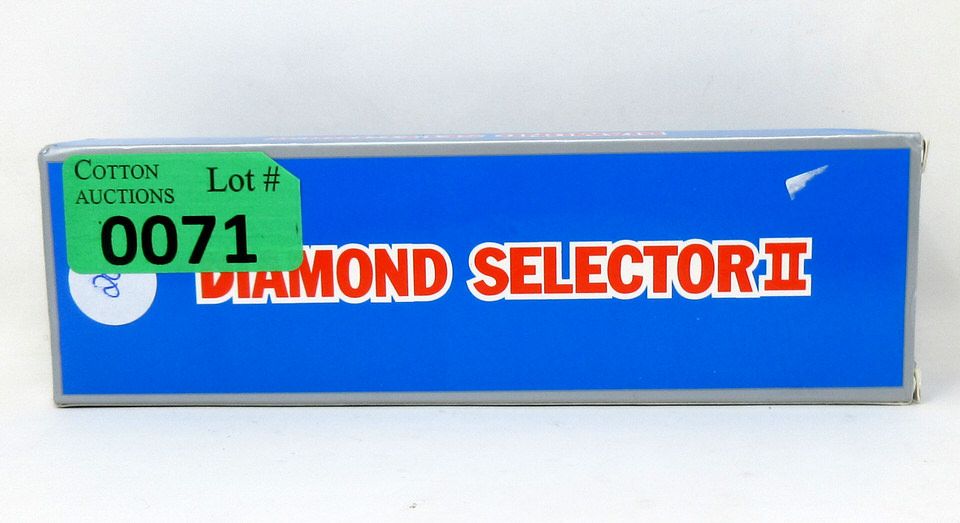 COTTON
AUCTIONS
Lot #
0071
DIAMOND SELECTOR II